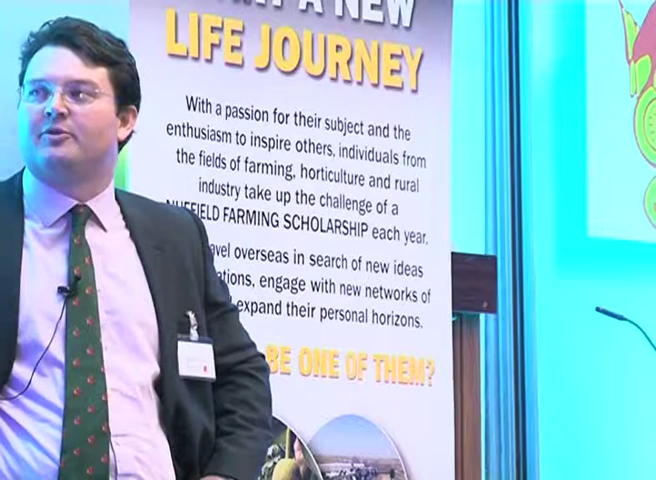 A NEW
LIFE JOURNEY
With a passion for their subject and the
enthusiasm to inspire others, individuals from
the fields of farming, horticulture and rural
industry take up the challenge of a
NUFFIELD FARMING SCHOLARSHIP each year.
overseas in search of new ideas
engage with new networks of
expand their personal horizons.
BE ONE OF THEM?